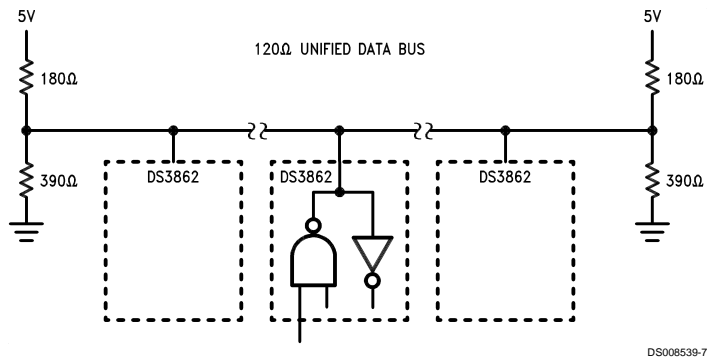 5V
5V
120Ω UNIFIED DATA BUS
180Ω
180Ω
DS3862
DS3862
DS3862
390Ω
390Ω
DS008539-7